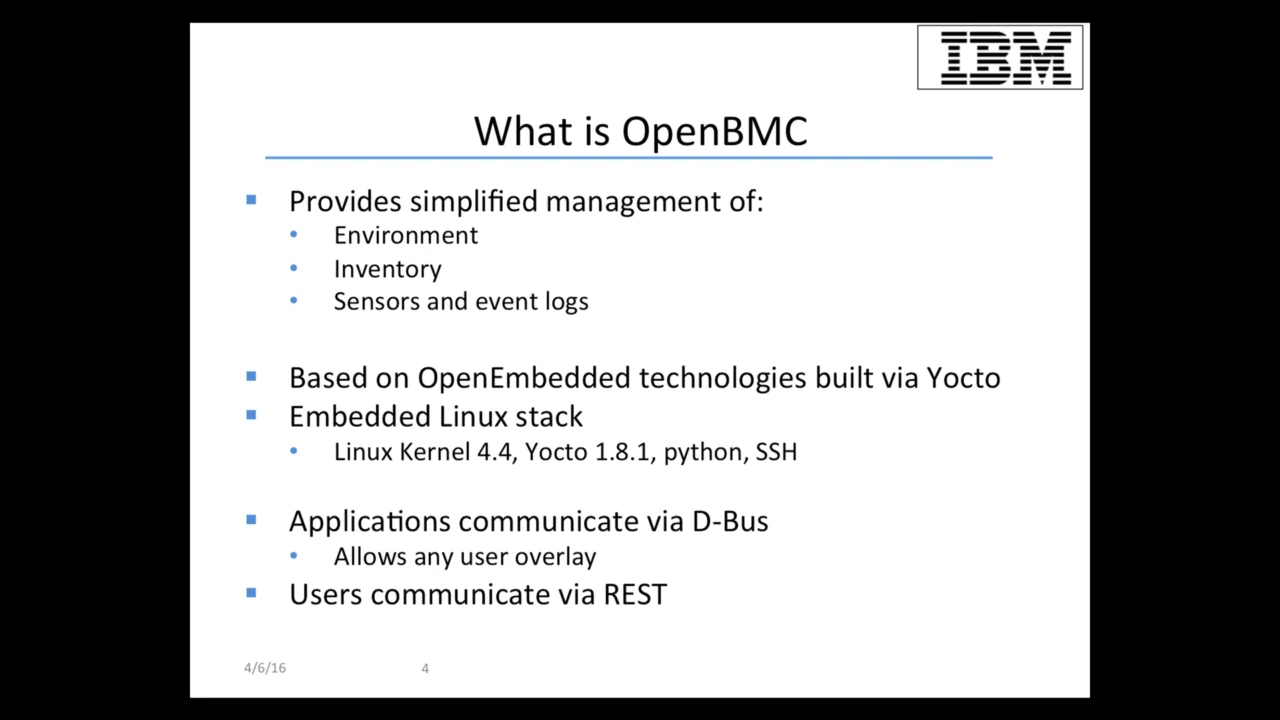 IBM
What is OpenBMC
Provides simplified management of:
Environment
Inventory
Sensors and event logs
Based on OpenEmbedded technologies built via Yocto
Embedded Linux stack
Linux Kernel 4.4, Yocto 1.8.1, python, SSH
Applications communicate via D-Bus
Allows any user overlay
Users communicate via REST
4/6/16 4